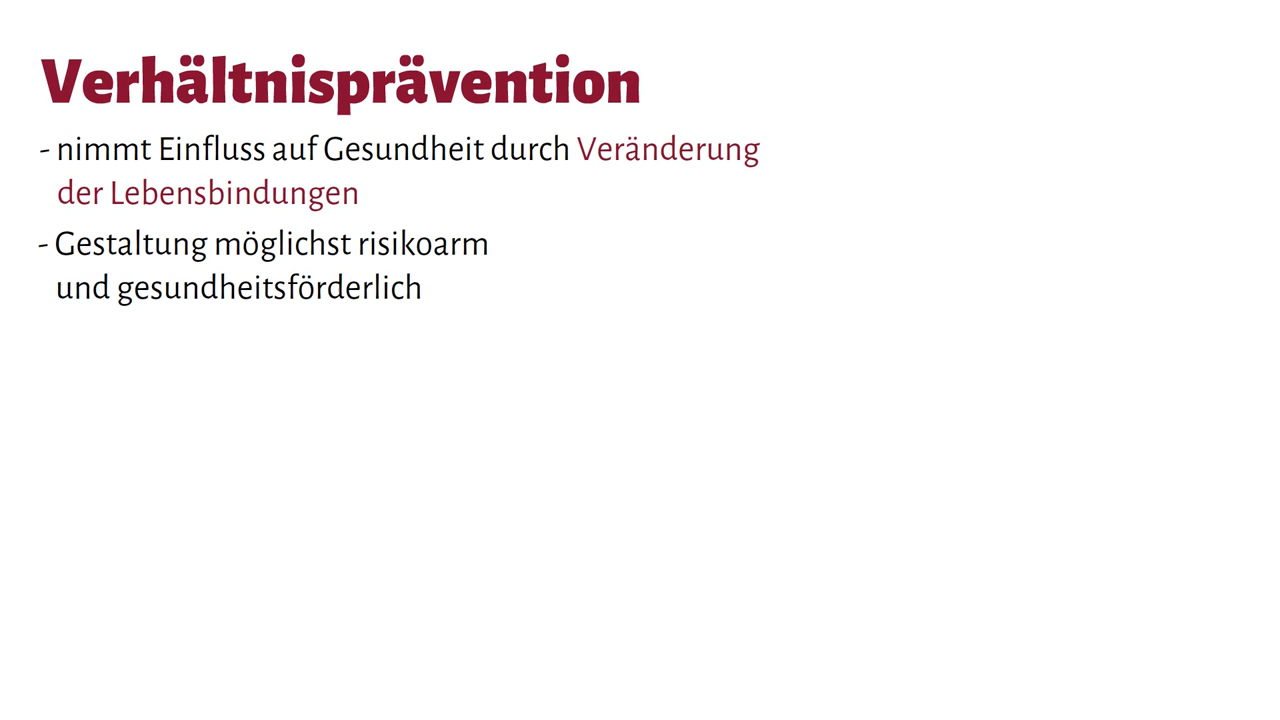 Verhältnisprävention
- nimmt Einfluss auf Gesundheit durch Veränderung
der Lebensbindungen
- Gestaltung möglichst risikoarm
und gesundheitsförderlich